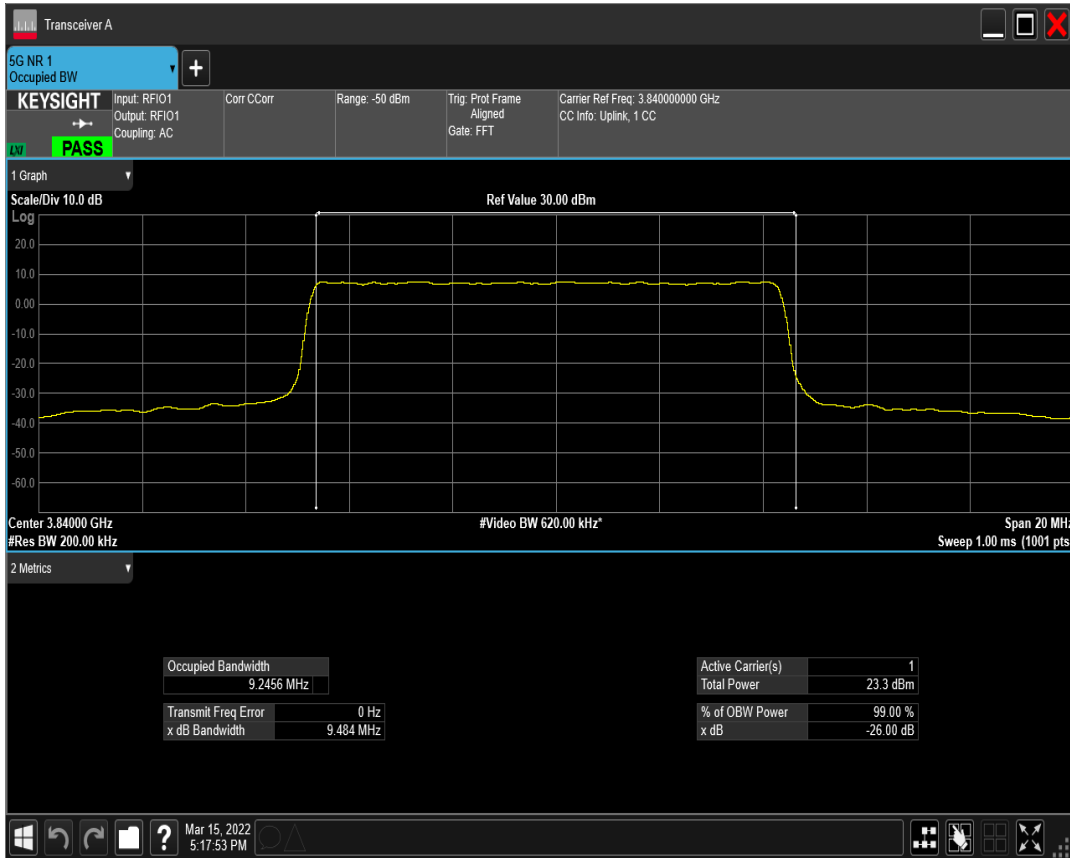 Transceiver A
5G NR 1
Occupied BW
KEYSIGHT
Input: RFIO1
Output: RFIO1
Coupling: AC
Corr CCorr
Range: -50 dBm
Trig: Prot Frame
Aligned
Gate: FFT
Carrier Ref Freq: 3.840000000 GHz
CC Info: Uplink, 1 CC
LXI
PASS
1 Graph
Scale/Div 10.0 dB
Ref Value 30.00 dBm
Log
20.0
10.0
0.00
-10.0
-20.0
-30.0
-40.0
-50.0
-60.0
Center 3.84000 GHz
#Video BW 620.00 kHz*
Span 20 MHz
#Res BW 200.00 kHz
Sweep 1.00 ms (1001 pts
2 Metrics
Occupied Bandwidth
9.2456 MHz
Transmit Freq Error 0 Hz
x dB Bandwidth 9.484 MHz
Active Carrier(s) 1
Total Power 23.3 dBm
% of OBW Power 99.00 %
x dB -26.00 dB
?
Mar 15, 2022
5:17:53 PM